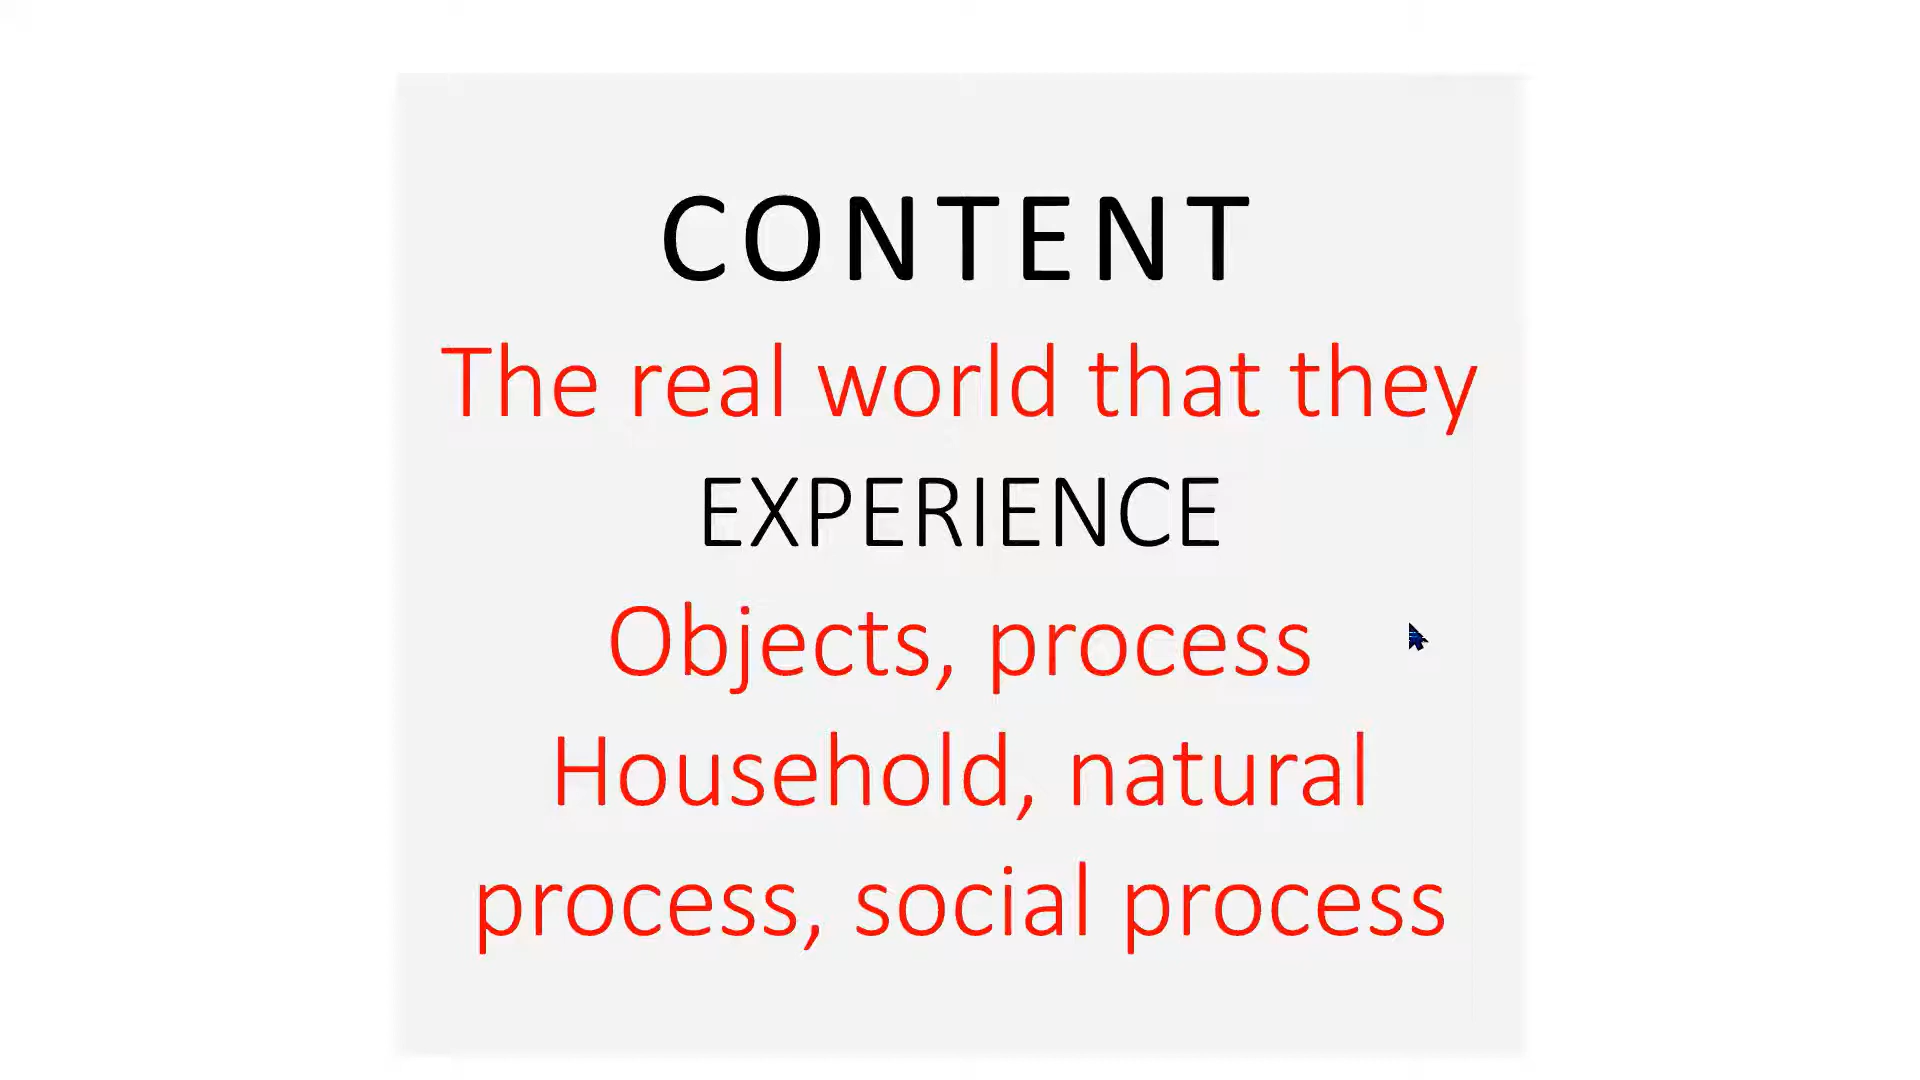 CONTENT
The real world that they
EXPERIENCE
Objects, process
Household, natural
process, social process